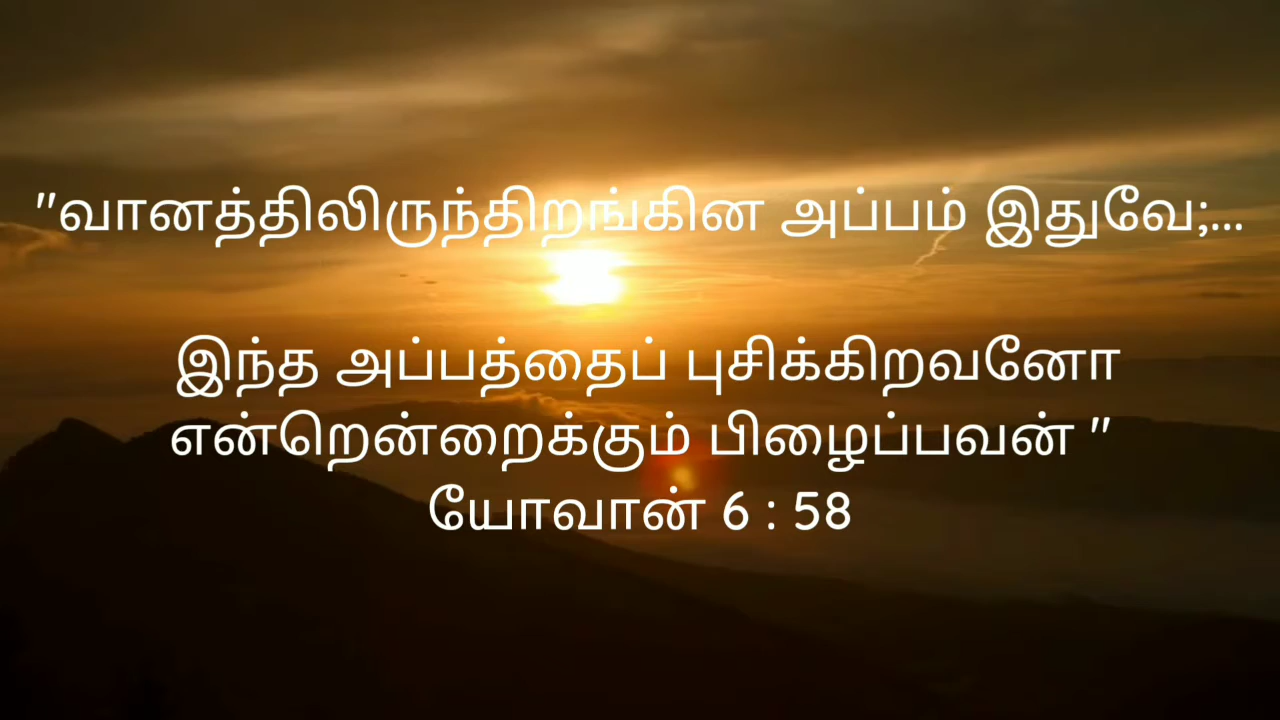 "வானத்திலிருந்திறங்கின அப்பம் இதுவே;...
இந்த அப்பத்தைப் புசிக்கிறவனோ
என்றென்றைக்கும் பிழைப்பவன் "
யோவான் 6 : 58